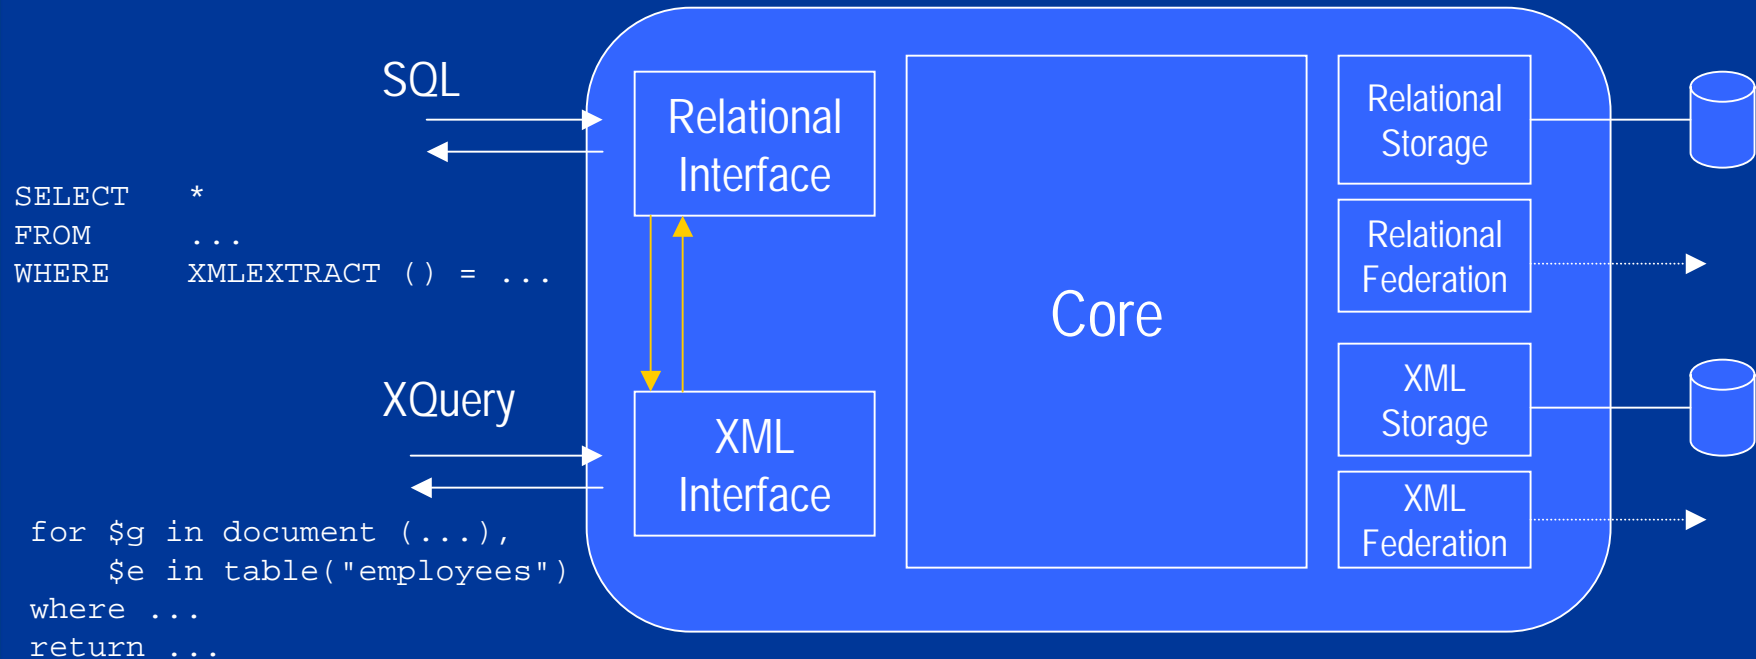 SQL
SELECT   *
FROM     ...
WHERE    XMLEXTRACT () = ...
XQuery
for $g in document (...),
    $e in table("employees")
where ...
return ...
Relational
Interface
XML
Interface
Core
Relational
Storage
Relational
Federation
XML
Storage
XML
Federation